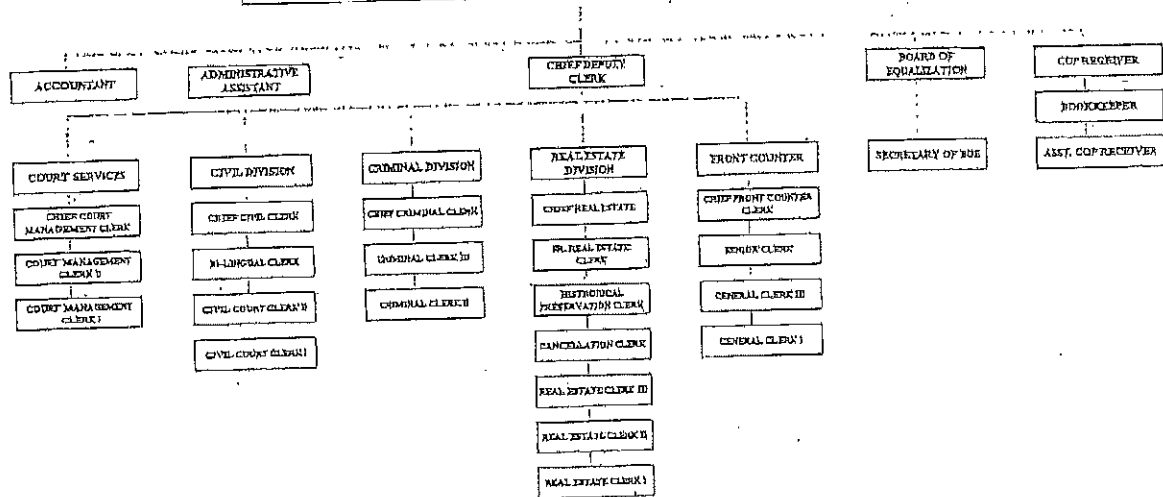 ACCOUNTANT
ADMINISTRATIVE
ASSISTANT
CHIEF DEPUTY
CLERK
BOARD OF
EQUALIZATION
COP RECEIVER
BOOKKEEPER
COURT SERVICES
CIVIL DIVISION
CRIMINAL DIVISION
REAL ESTATE
DIVISION
FRONT COUNTER
SECRETARY OF BOE
ASST. COP RECEIVER
CHIEF COURT
MANAGEMENT CLERK
CHIEF CIVIL CLERK
CHIEF CRIMINAL CLERK
CHIEF REAL ESTATE
CHIEF FRONT COUNTER
CLERK
COURT MANAGEMENT
CLERK II
BI-LINGUAL CLERK
CRIMINAL CLERK III
SR. REAL ESTATE
CLERK
SENIOR CLERK
COURT MANAGEMENT
CLERK I
CIVIL COURT CLERK II
CRIMINAL CLERK II
HISTORICAL
PRESERVATION CLERK
GENERAL CLERK III
CIVIL COURT CLERK I
CANCELLATION CLERK
GENERAL CLERK I
REAL ESTATE CLERK III
REAL ESTATE CLERK II
REAL ESTATE CLERK I